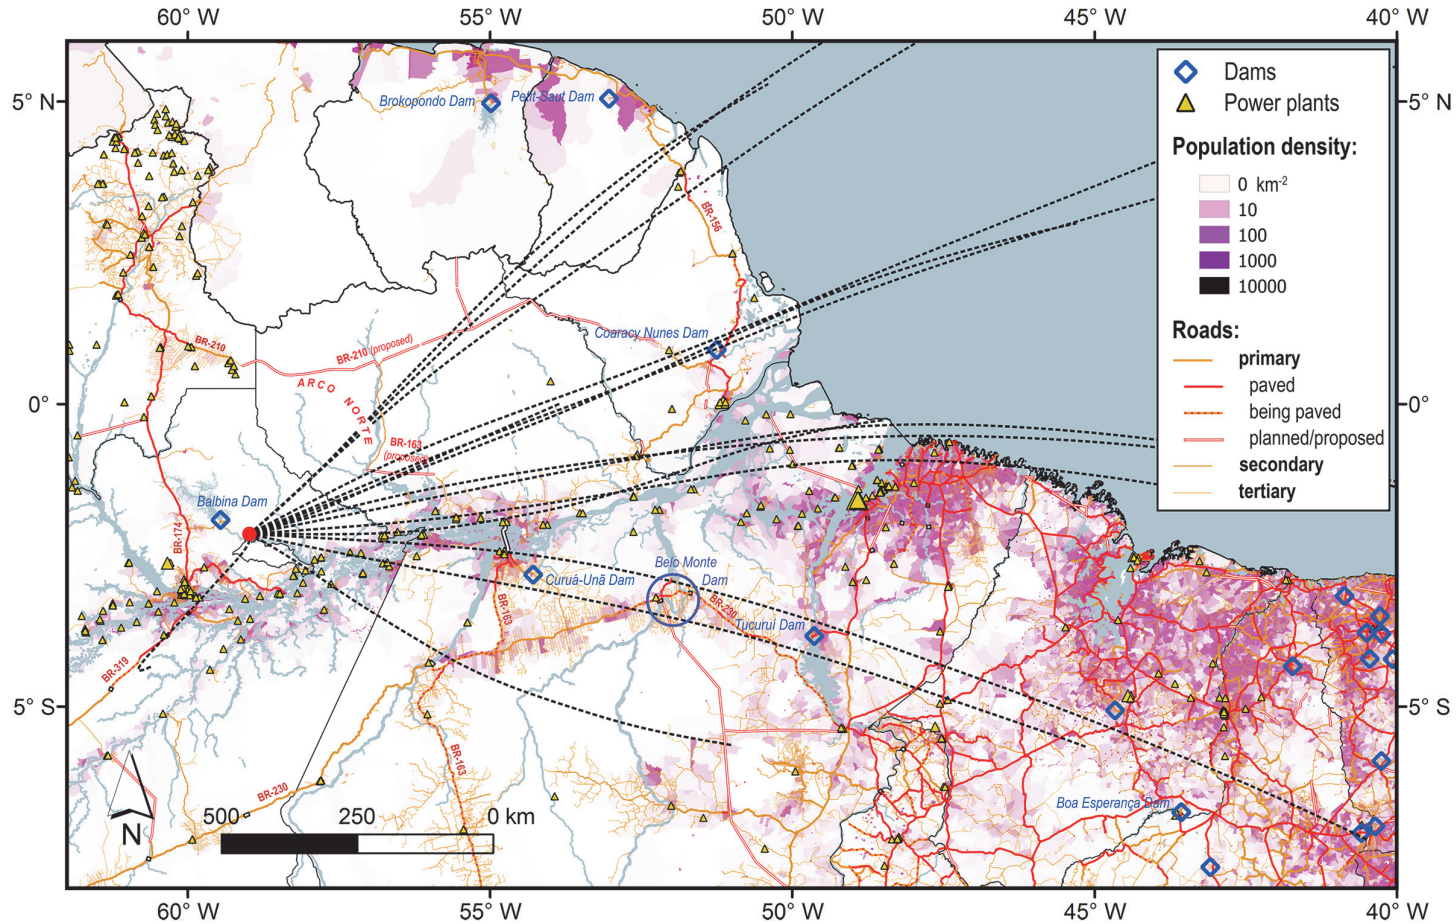 60° W
55° W
50° W
45° W
40° W
5° N
0°
5° S
5° N
0°
5° S
60° W
55° W
50° W
45° W
40° W
Dams
Power plants
Population density:
0 km-2
10
100
1000
10000
Roads:
primary
paved
being paved
planned/proposed
secondary
tertiary
Brokopondo Dam
Petit-Saut Dam
BR-156
Coaracy Nunes Dam
BR-210
BR-210 (proposed)
ARCO NORTE
BR-163
(proposed)
Balbina Dam
BR-174
Curuá-Unã Dam
Belo Monte
Dam
BR-230
Tucuruí Dam
BR-163
BR-319
BR-163
BR-230
Boa Esperança Dam
500
250
0 km
N